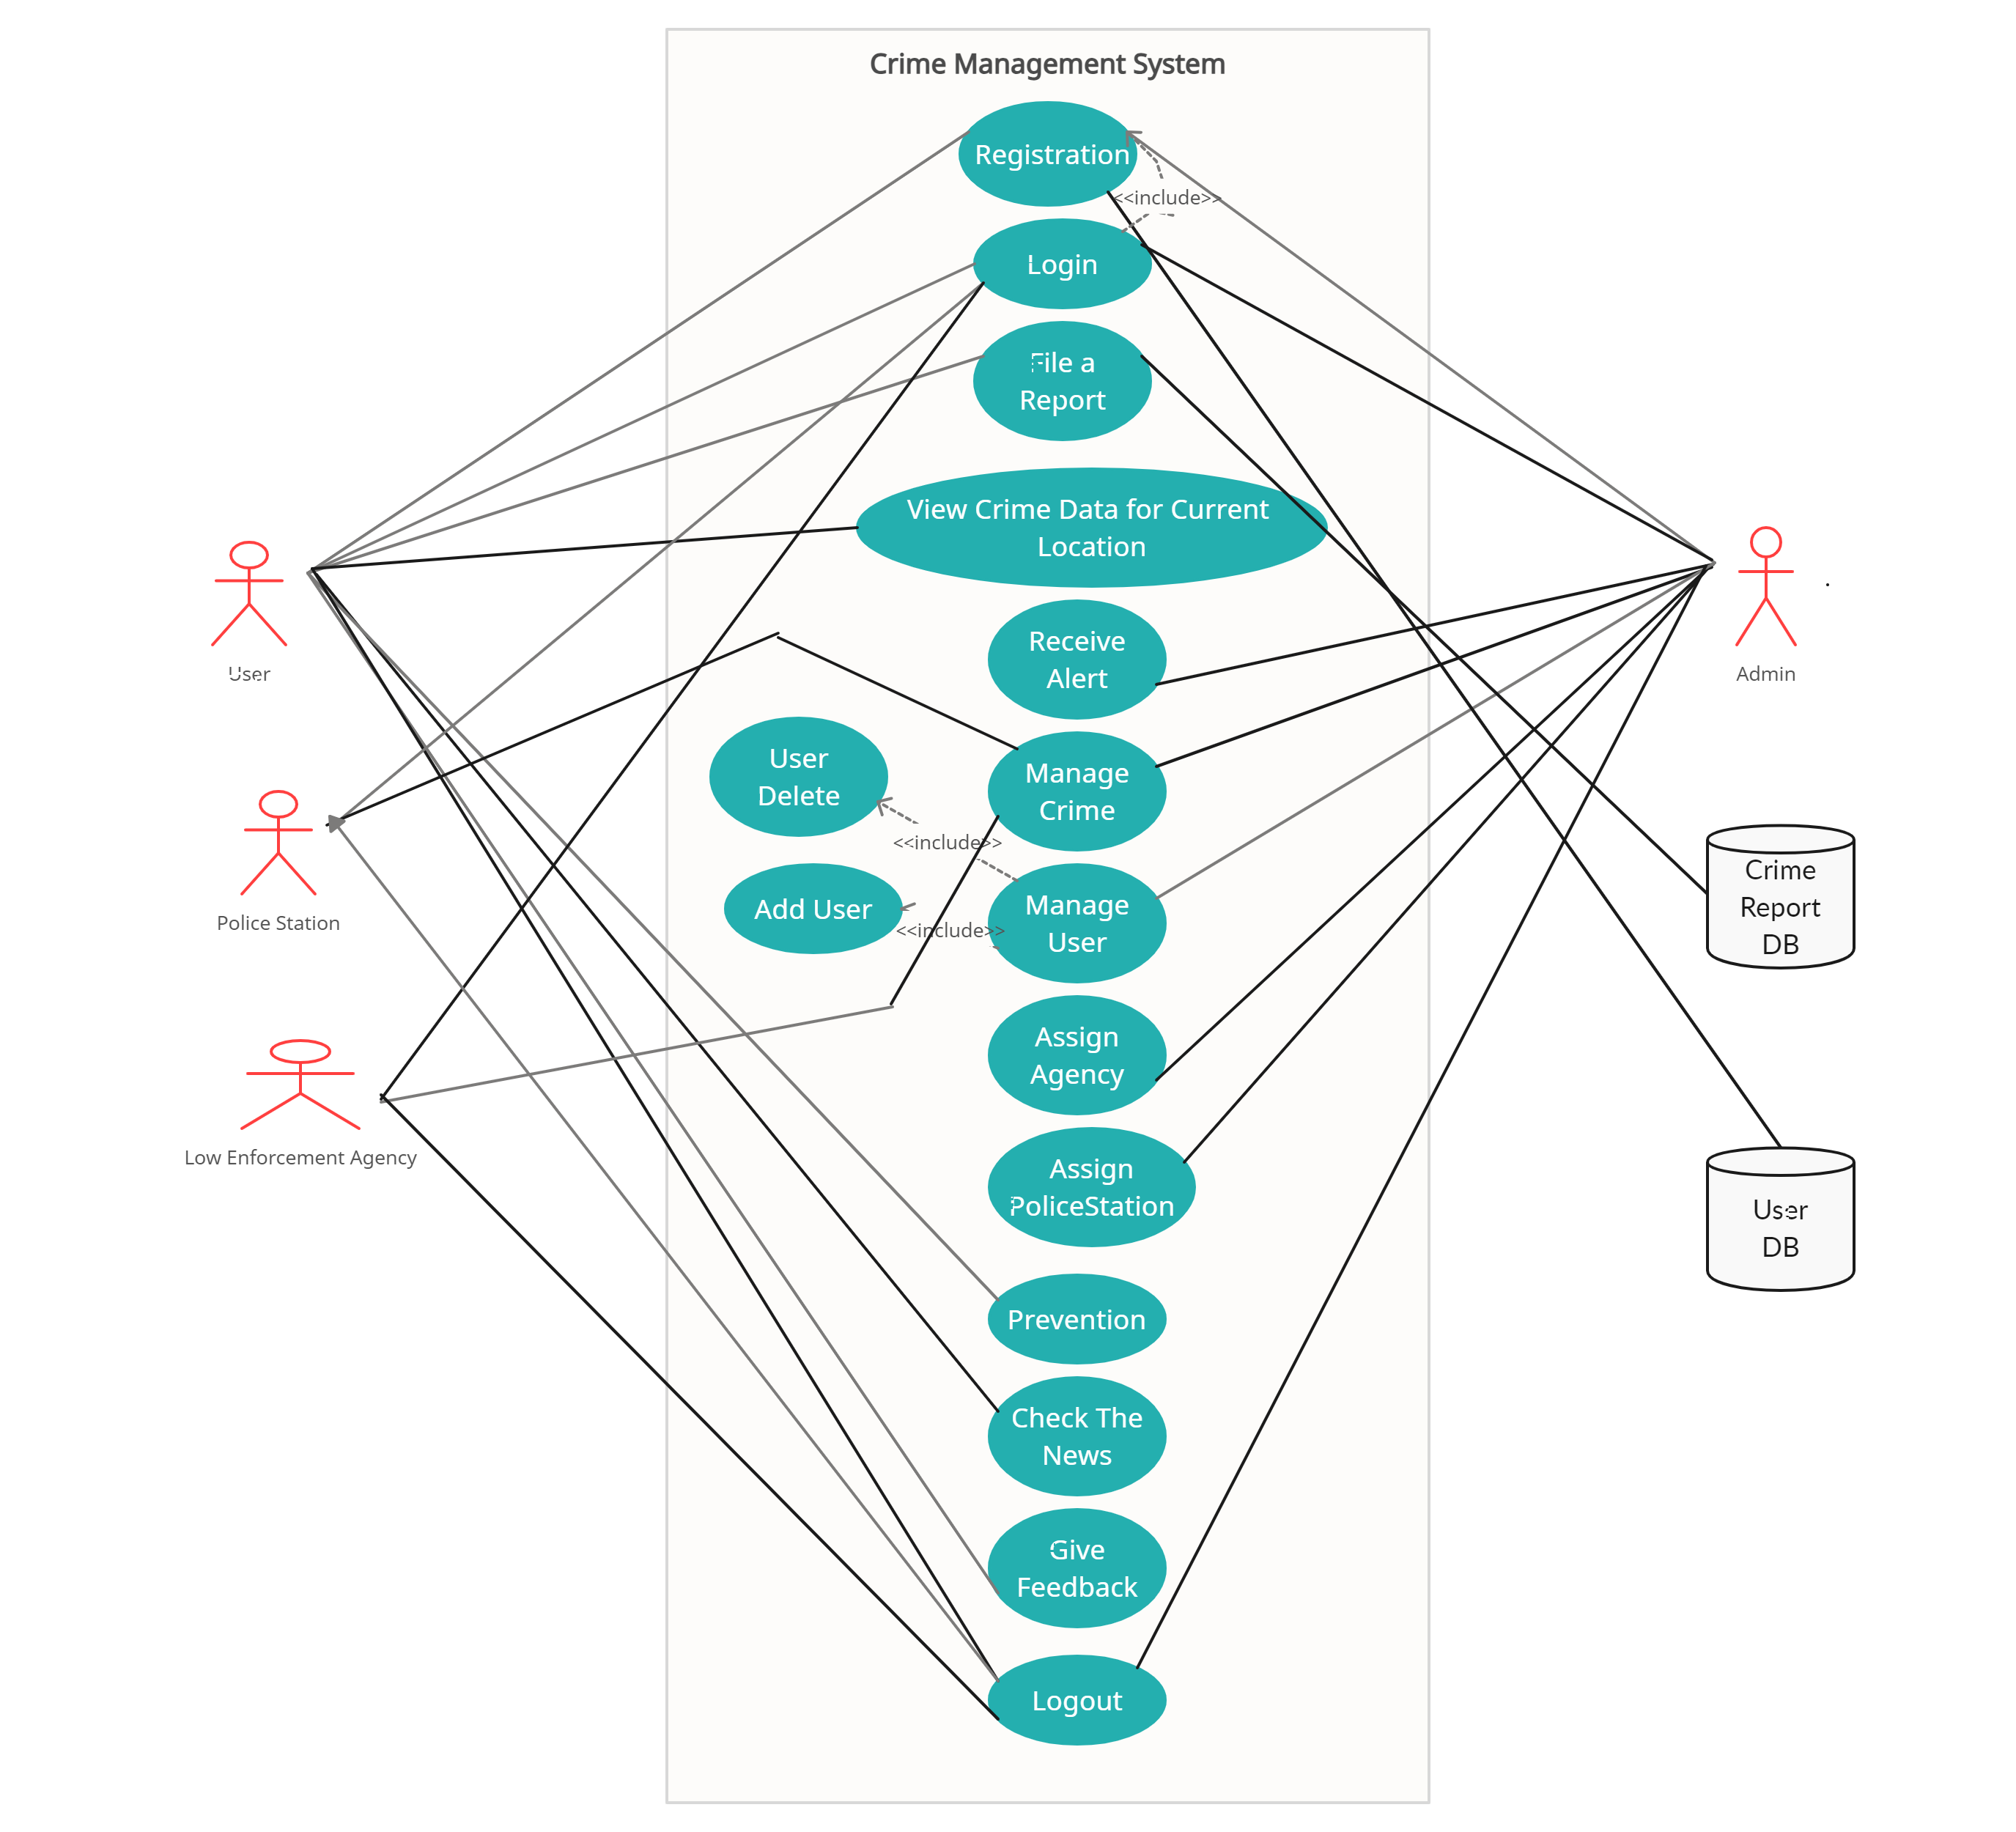 Crime Management System
Registration
<<include>>
Login
File a
Report
View Crime Data for Current
Location
Receive
Alert
User
Admin
User
Delete
Manage
Crime
<<include>>
Crime
Report
DB
Add User
Manage
User
<<include>>
Police Station
Assign
Agency
Low Enforcement Agency
Assign
PoliceStation
User
DB
Prevention
Check The
News
Give
Feedback
Logout